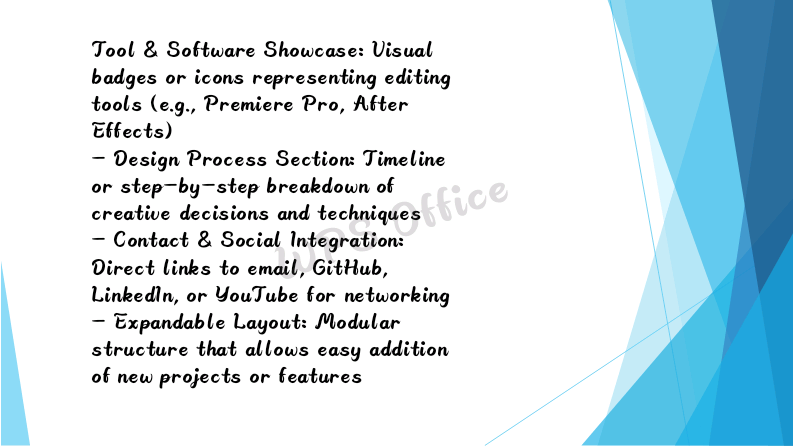 Tool & Software Showcase: Visual
badges or icons representing editing
tools (e.g., Premiere Pro, After
Effects)
- Design Process Section: Timeline
or step-by-step breakdown of
creative decisions and techniques
- Contact & Social Integration:
Direct links to email, GitHub,
LinkedIn, or YouTube for networking
- Expandable Layout: Modular
structure that allows easy addition
of new projects or features
WPS Office